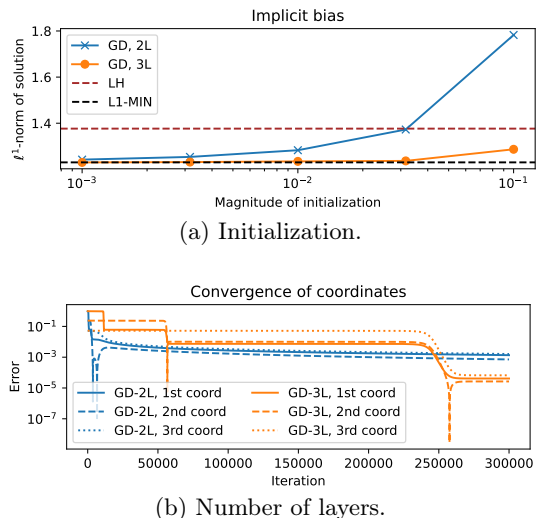 Implicit bias
ℓ¹-norm of solution
1.8
1.6
1.4
GD, 2L
GD, 3L
LH
L1-MIN
10⁻³
10⁻²
10⁻¹
Magnitude of initialization
(a) Initialization.
Convergence of coordinates
Error
10⁻¹
10⁻³
10⁻⁵
10⁻⁷
GD-2L, 1st coord
GD-2L, 2nd coord
GD-2L, 3rd coord
GD-3L, 1st coord
GD-3L, 2nd coord
GD-3L, 3rd coord
0
50000
100000
150000
200000
250000
300000
Iteration
(b) Number of layers.